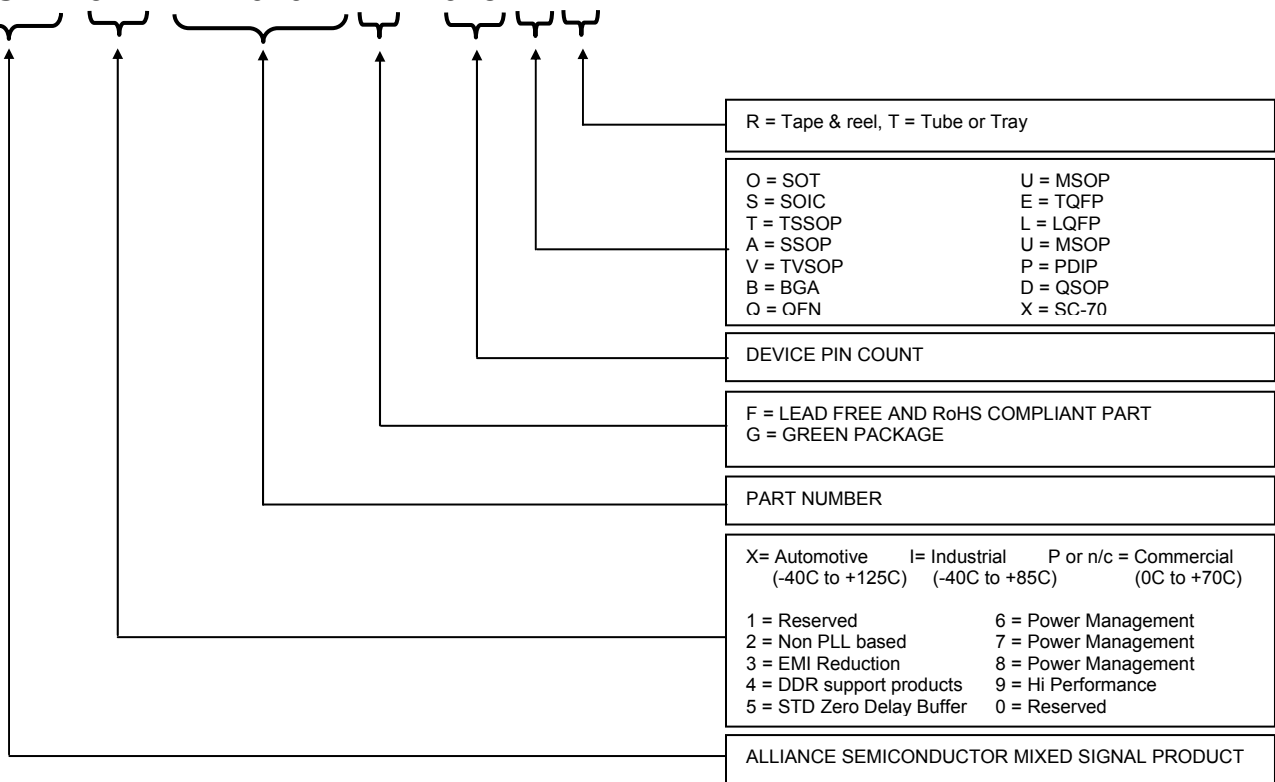 R = Tape & reel, T = Tube or Tray
O = SOT U = MSOP
S = SOIC E = TQFP
T = TSSOP L = LQFP
A = SSOP U = MSOP
V = TVSOP P = PDIP
B = BGA D = QSOP
Q = QFN X = SC-70
DEVICE PIN COUNT
F = LEAD FREE AND RoHS COMPLIANT PART
G = GREEN PACKAGE
PART NUMBER
X= Automotive I= Industrial P or n/c = Commercial
(-40C to +125C) (-40C to +85C) (0C to +70C)
1 = Reserved 6 = Power Management
2 = Non PLL based 7 = Power Management
3 = EMI Reduction 8 = Power Management
4 = DDR support products 9 = Hi Performance
5 = STD Zero Delay Buffer 0 = Reserved
ALLIANCE SEMICONDUCTOR MIXED SIGNAL PRODUCT